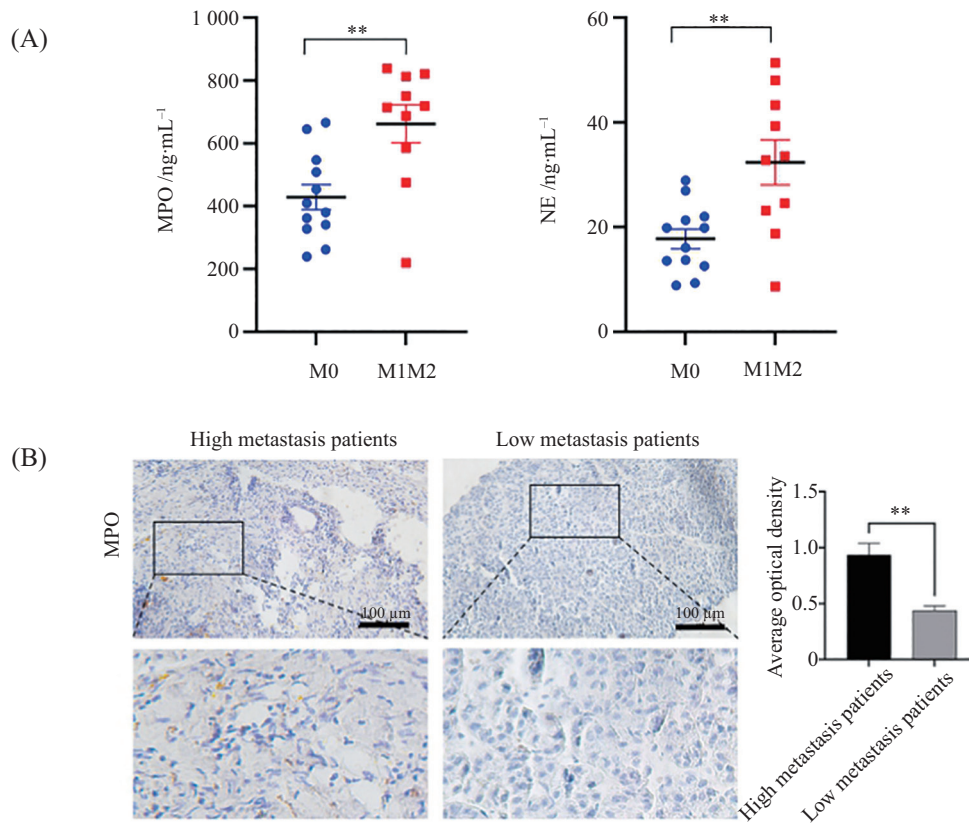 (A)
MPO /ng·mL⁻¹
1 000
800
600
400
200
0
**
M0
M1M2
NE /ng·mL⁻¹
60
40
20
0
**
M0
M1M2
(B)
High metastasis patients
Low metastasis patients
MPO
100 μm
100 μm
Average optical density
1.5
1.0
0.5
0
**
High metastasis patients
Low metastasis patients